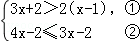 3x+2>2(x-1), ①
4x-2≤3x-2 ②